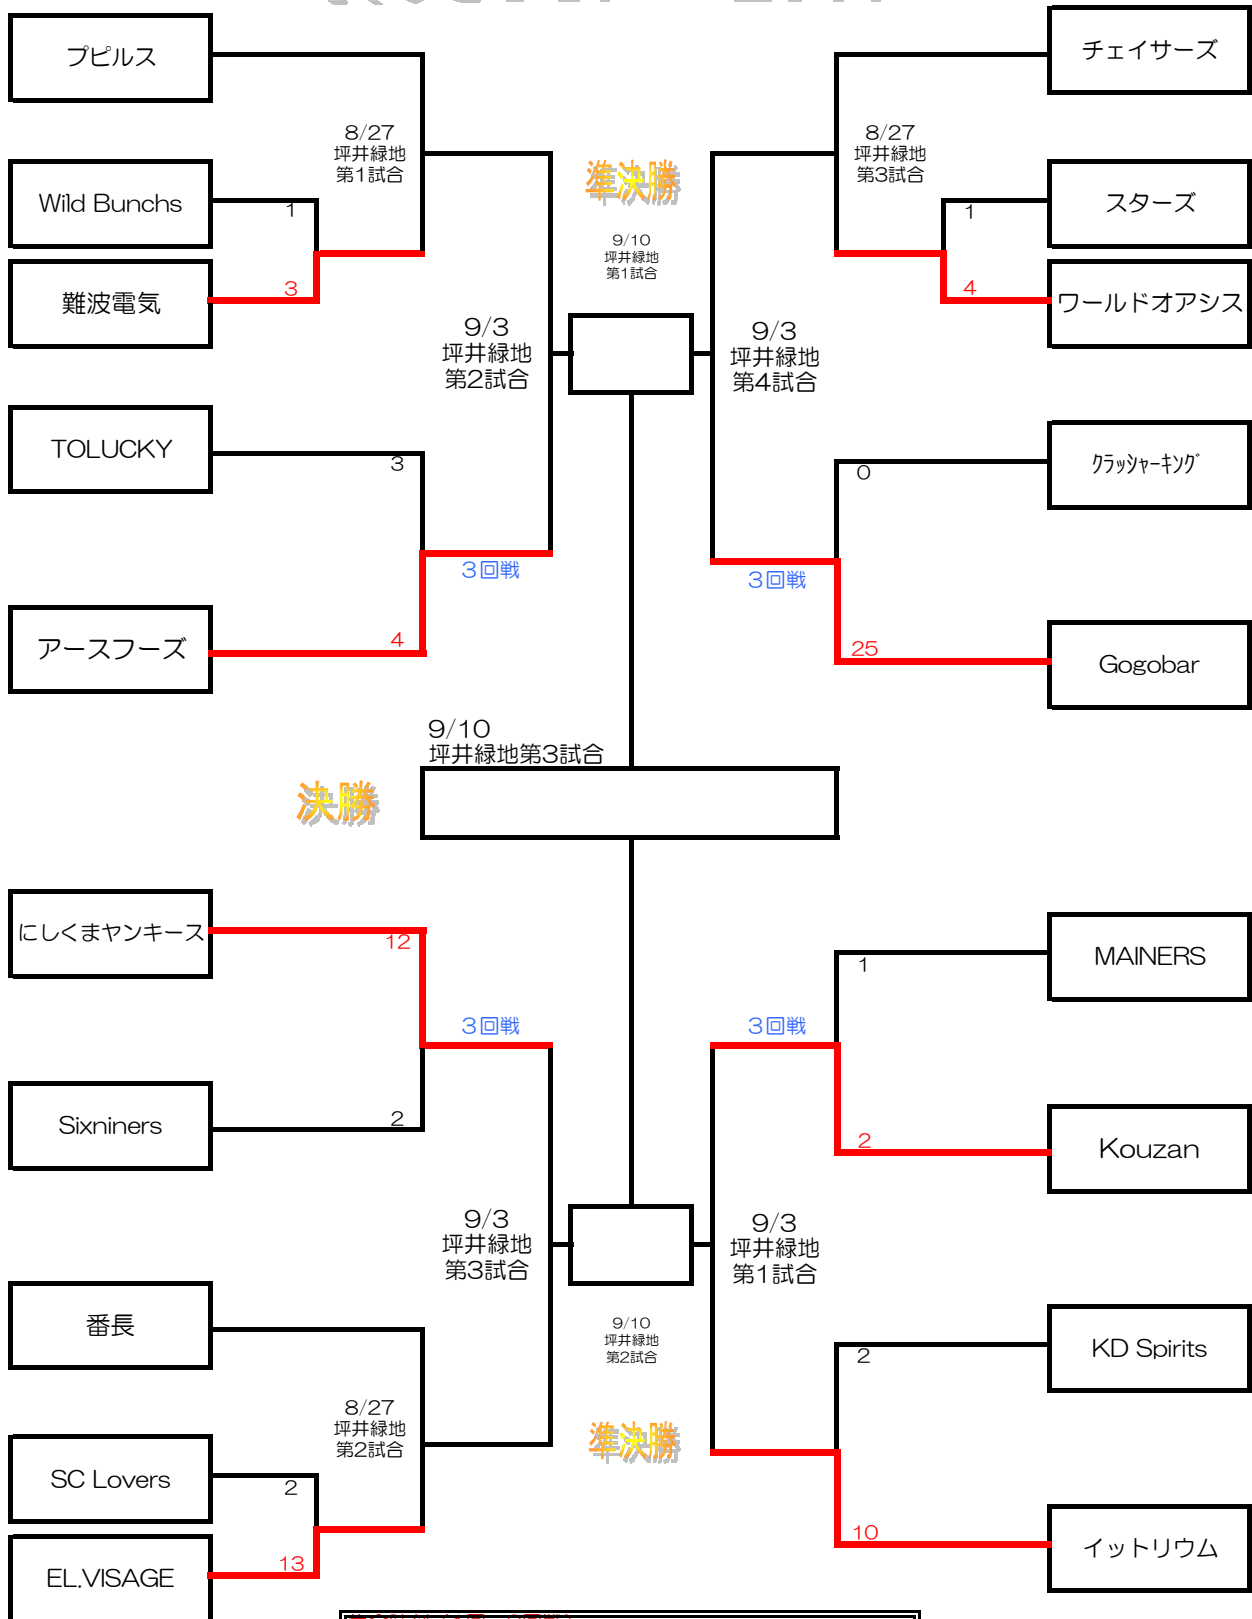 プピルス
チェイサーズ
8/27
坪井緑地
第1試合
8/27
坪井緑地
第3試合
準決勝
Wild Bunchs
1
1
スターズ
9/10
坪井緑地
第1試合
難波電気
3
4
ワールドオアシス
9/3
坪井緑地
第2試合
9/3
坪井緑地
第4試合
TOLUCKY
3
0
クラッシャーキング
3回戦
3回戦
アースフーズ
4
25
Gogobar
9/10
坪井緑地第3試合
決勝
にしくまヤンキース
12
1
MAINERS
3回戦
3回戦
Sixniners
2
2
Kouzan
9/3
坪井緑地
第3試合
9/3
坪井緑地
第1試合
番長
9/10
坪井緑地
第2試合
2
KD Spirits
8/27
坪井緑地
第2試合
準決勝
SC Lovers
2
EL.VISAGE
13
10
イットリウム